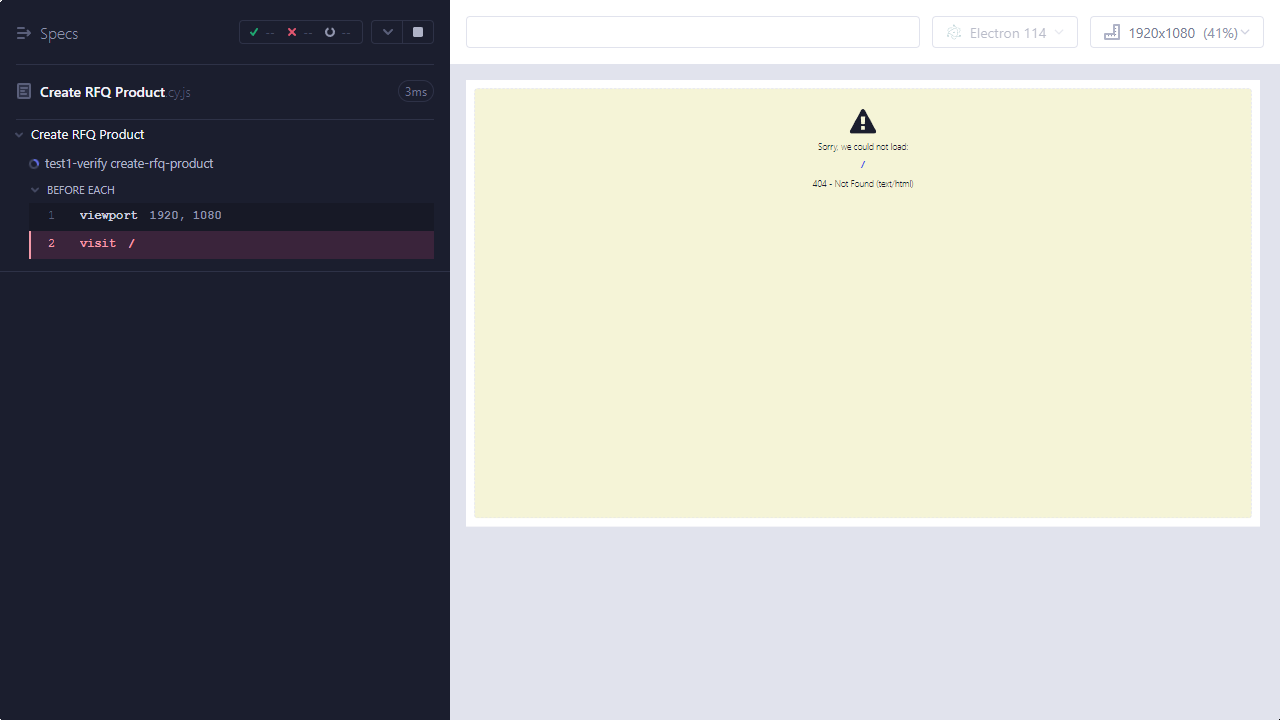 Specs
-- -- --
Create RFQ Product.cy.js 3ms
Create RFQ Product
test1-verify create-rfq-product
BEFORE EACH
1 viewport 1920, 1080
2 visit /
Electron 114
1920x1080 (41%)
Sorry, we could not load:
/
404 - Not Found (text/html)